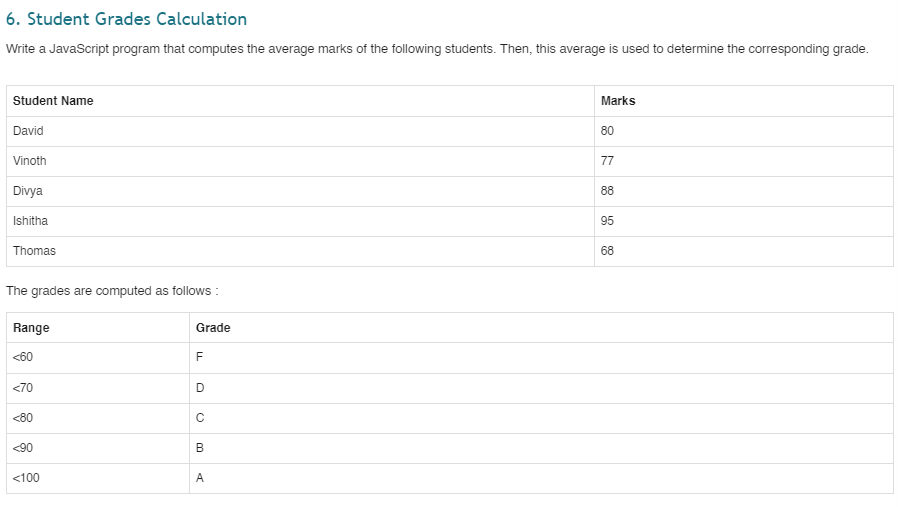 6. Student Grades Calculation
Write a JavaScript program that computes the average marks of the following students. Then, this average is used to determine the corresponding grade.
Student Name Marks
David 80
Vinoth 77
Divya 88
Ishitha 95
Thomas 68
The grades are computed as follows :
Range Grade
<60 F
<70 D
<80 C
<90 B
<100 A